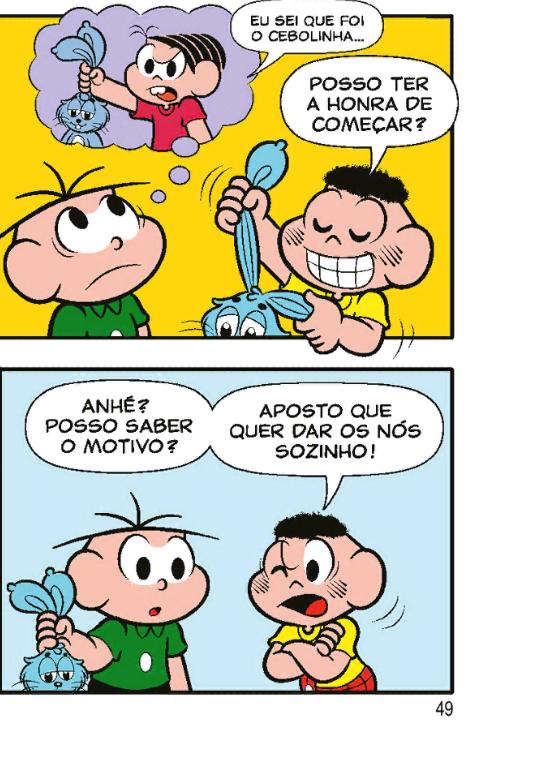 EU SEI QUE FOI
O CEBOLINHA...
POSSO TER
A HONRA DE
COMEÇAR?
ANHÉ?
POSSO SABER
O MOTIVO?
APOSTO QUE
QUER DAR OS NÓS
SOZINHO!
49